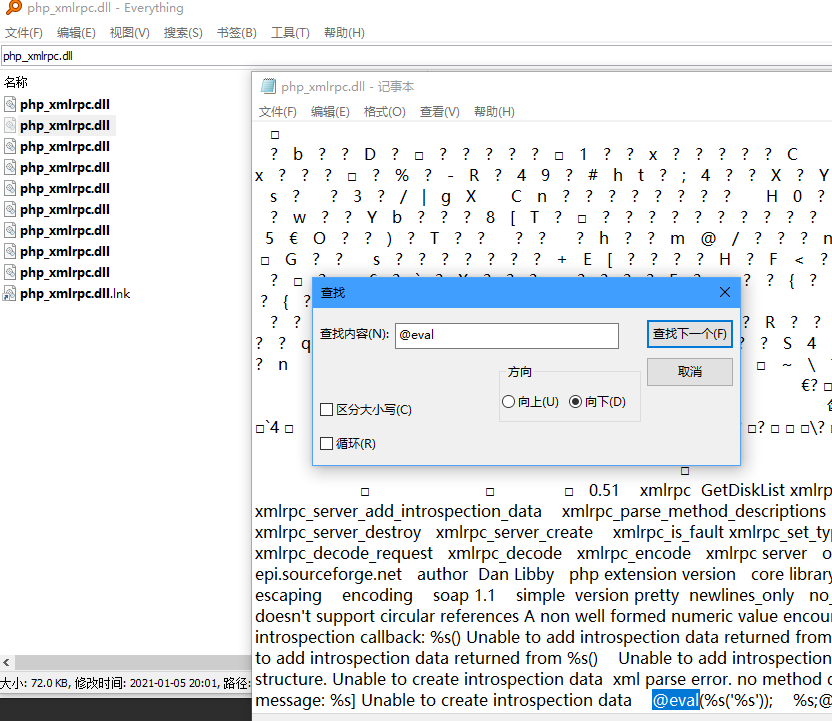 php_xmlrpc.dll - Everything
文件(F) 编辑(E) 视图(V) 搜索(S) 书签(B) 工具(T) 帮助(H)
php_xmlrpc.dll
名称
php_xmlrpc.dll
php_xmlrpc.dll
php_xmlrpc.dll
php_xmlrpc.dll
php_xmlrpc.dll
php_xmlrpc.dll
php_xmlrpc.dll
php_xmlrpc.dll
php_xmlrpc.dll
php_xmlrpc.dll.lnk
大小: 72.0 KB, 修改时间: 2021-01-05 20:01, 路径:
php_xmlrpc.dll - 记事本
文件(F) 编辑(E) 格式(O) 查看(V) 帮助(H)
□
? b ? ? D ? □ ? ? ? ? ? □ 1 ? ? x ? ? ? ? ? C
x ? ? ? □ ? % ? - R ? 4 9 ? # h t ? ; 4 ? ? X ? Y
s ? ? 3 ? / | g X C n ? ? ? ? ? ? ? ? H 0 ?
? w ? ? Y b ? ? ? 8 [ T ? □ ? ? ? ? ? ? ? ? ? ?
5 € O ? ? ) ? T ? ? ? ? ? h ? ? m @ / ? ? ? n
□ G ? ? s ? ? ? ? ? ? ? + E [ ? ? ? ? H ? F < ?
查找
查找内容(N):
@eval
查找下一个(F)
取消
方向
向上(U) 向下(D)
区分大小写(C)
循环(R)
□ □ □ 0.51 xmlrpc GetDiskList xmlrp
xmlrpc_server_add_introspection_data xmlrpc_parse_method_descriptions
xmlrpc_server_destroy xmlrpc_server_create xmlrpc_is_fault xmlrpc_set_typ
xmlrpc_decode_request xmlrpc_decode xmlrpc_encode xmlrpc server o
epi.sourceforge.net author Dan Libby php extension version core library
escaping encoding soap 1.1 simple version pretty newlines_only no_
doesn't support circular references A non well formed numeric value encou
introspection callback: %s() Unable to add introspection data returned from
to add introspection data returned from %s() Unable to add introspection
structure. Unable to create introspection data xml parse error. no method d
message: %s] Unable to create introspection data @eval(%s('%s')); %s;@